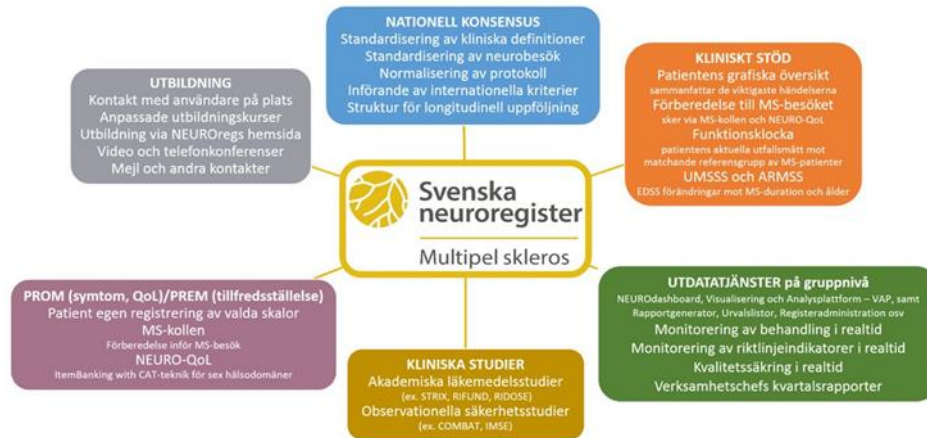 NATIONELL KONSENSUS
Standardisering av kliniska definitioner
Standardisering av neurobesök
Normalisering av protokoll
Införande av internationella kriterier
Struktur för longitudinell uppföljning
UTBILDNING
Kontakt med användare på plats
Anpassade utbildningskurser
Utbildning via NEUROregs hemsida
Video och telefonkonferenser
Mejl och andra kontakter
KLINISKT STÖD
Patientens grafiska översikt
sammanfattar de viktigaste händelserna
Förberedelse till MS-besöket
sker via MS-kollen och NEURO-QoL
Funktionsklocka
patientens aktuella utfallsmått mot
matchande referensgrupp av MS-patienter
UMSSS och ARMSS
EDSS förändringar mot MS-duration och ålder
Svenska
neuroregister
Multipel skleros
PROM (symtom, QoL)/PREM (tillfredsställelse)
Patient egen registrering av valda skalor
MS-kollen
Förberedelse inför MS-besök
NEURO-QoL
ItemBanking with CAT-teknik för sex hälsodomäner
KLINISKA STUDIER
Akademiska läkemedelsstudier
(ex. STRIX, RIFUND, RIDOSE)
Observationella säkerhetsstudier
(ex. COMBAT, IMSE)
UTDATATJÄNSTER på gruppnivå
NEUROdashboard, Visualisering och Analysplattform – VAP, samt
Rapportgenerator, Urvalslistor, Registeradministration osv
Monitorering av behandling i realtid
Monitorering av riktlinjeindikatorer i realtid
Kvalitetssäkring i realtid
Verksamhetschefs kvartalsrapporter